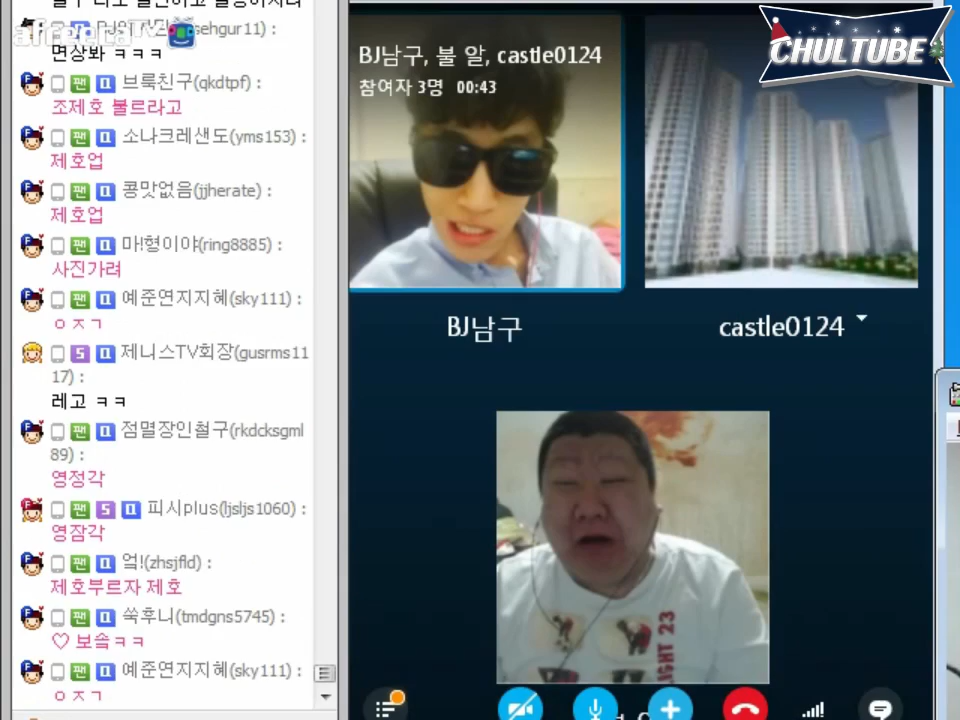 면상봐 ㅋㅋㅋ
브룩친구(qkdtpf) :
조제호 불르라고
소나크레샌도(yms153) :
제호업
콩맛없음(jjherate) :
제호업
마!형이야(ring8885) :
사진가려
예준연지지혜(sky111) :
ㅇㅈㄱ
제니스TV회장(gusrms11
17) :
레고 ㅋㅋ
점멸장인철구(rkdcksgml
89) :
영정각
피시plus(ljsljs1060) :
영잠각
엌!(zhsjfld) :
제호부르자 제호
쑥후니(tmdgns5745) :
♡ 보솤ㅋㅋ
예준연지지혜(sky111) :
ㅇㅈㄱ
BJ남구, 불 알, castle0124
참여자 3명 00:43
BJ남구
castle0124
LIGHT 23
CHULTUBE
afreecaTV